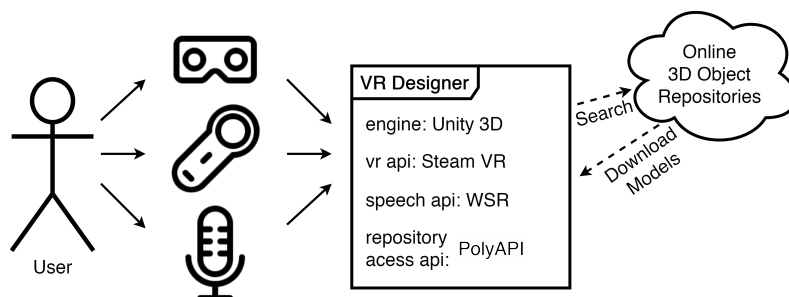 User
VR Designer
engine: Unity 3D
vr api: Steam VR
speech api: WSR
repository
acess api: PolyAPI
Search
Download
Models
Online
3D Object
Repositories